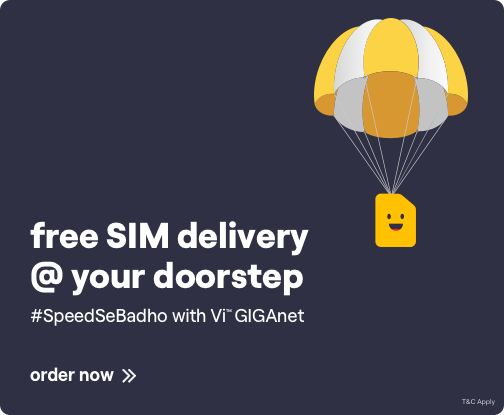 free SIM delivery
@ your doorstep
#SpeedSeBadho with Vi™ GIGAnet
order now
T&C Apply